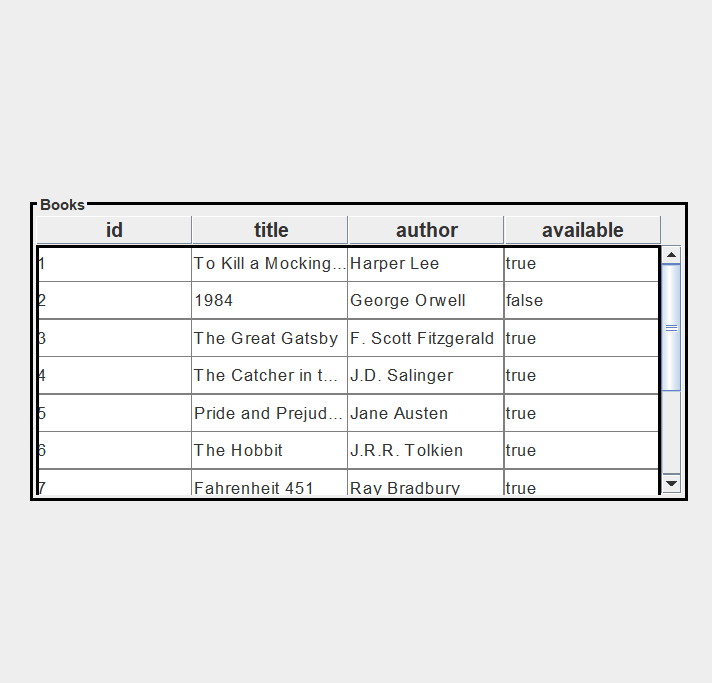 Books
id title author available
1 To Kill a Mocking... Harper Lee true
2 1984 George Orwell false
3 The Great Gatsby F. Scott Fitzgerald true
4 The Catcher in t... J.D. Salinger true
5 Pride and Prejud... Jane Austen true
6 The Hobbit J.R.R. Tolkien true
7 Fahrenheit 451 Ray Bradbury true